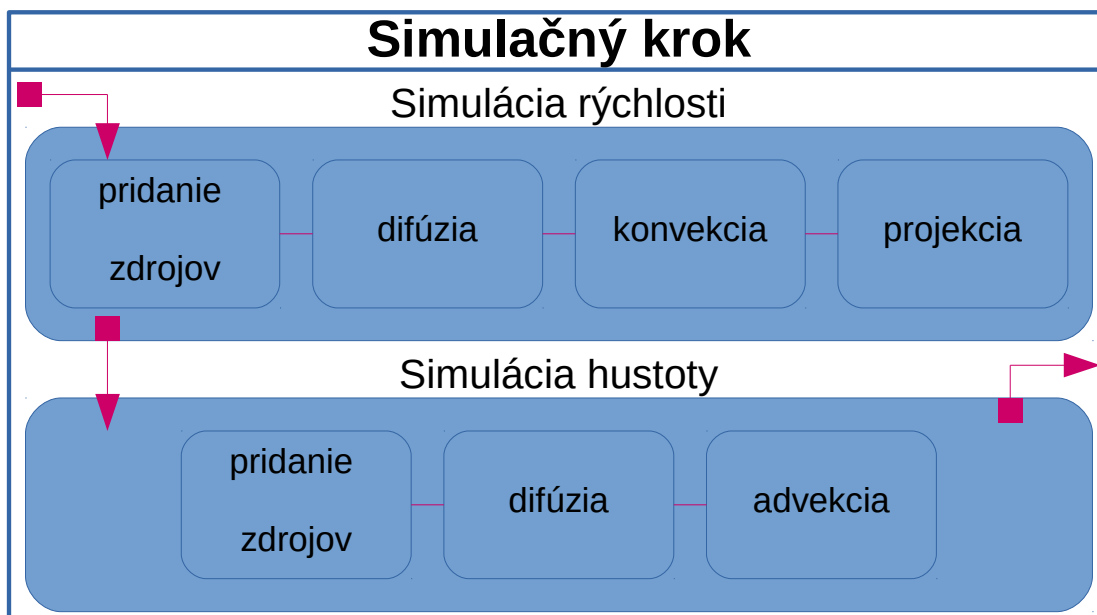 Simulačný krok
Simulácia rýchlosti
pridanie
zdrojov
difúzia
konvekcia
projekcia
Simulácia hustoty
pridanie
zdrojov
difúzia
advekcia